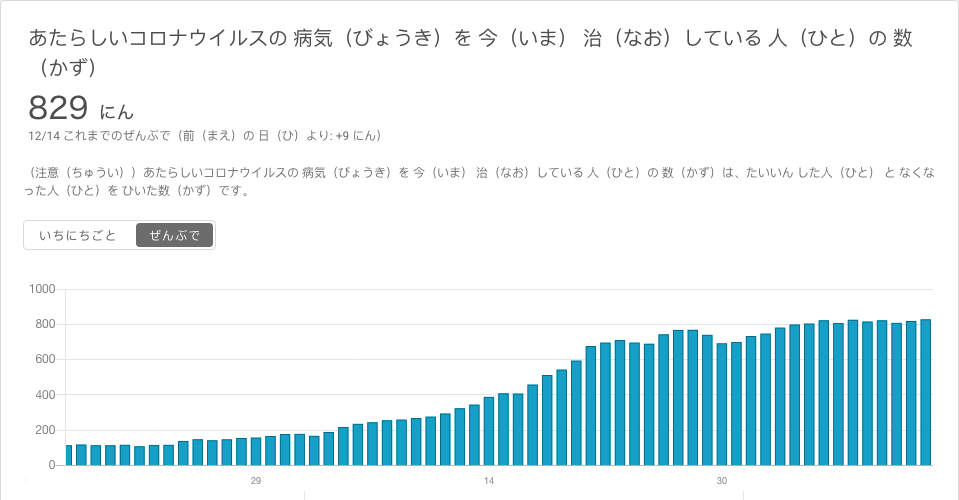 あたらしいコロナウイルスの 病気（びょうき）を 今（いま） 治（なお）している 人（ひと）の 数
（かず）
829 にん
12/14 これまでのぜんぶで（前（まえ）の 日（ひ）より: +9 にん）
（注意（ちゅうい））あたらしいコロナウイルスの 病気（びょうき）を 今（いま） 治（なお）している 人（ひと）の 数（かず）は、たいいん した人（ひと） と なくな
った人（ひと）を ひいた数（かず）です。
いちにちごと ぜんぶで
1000
800
600
400
200
0
29 14 30